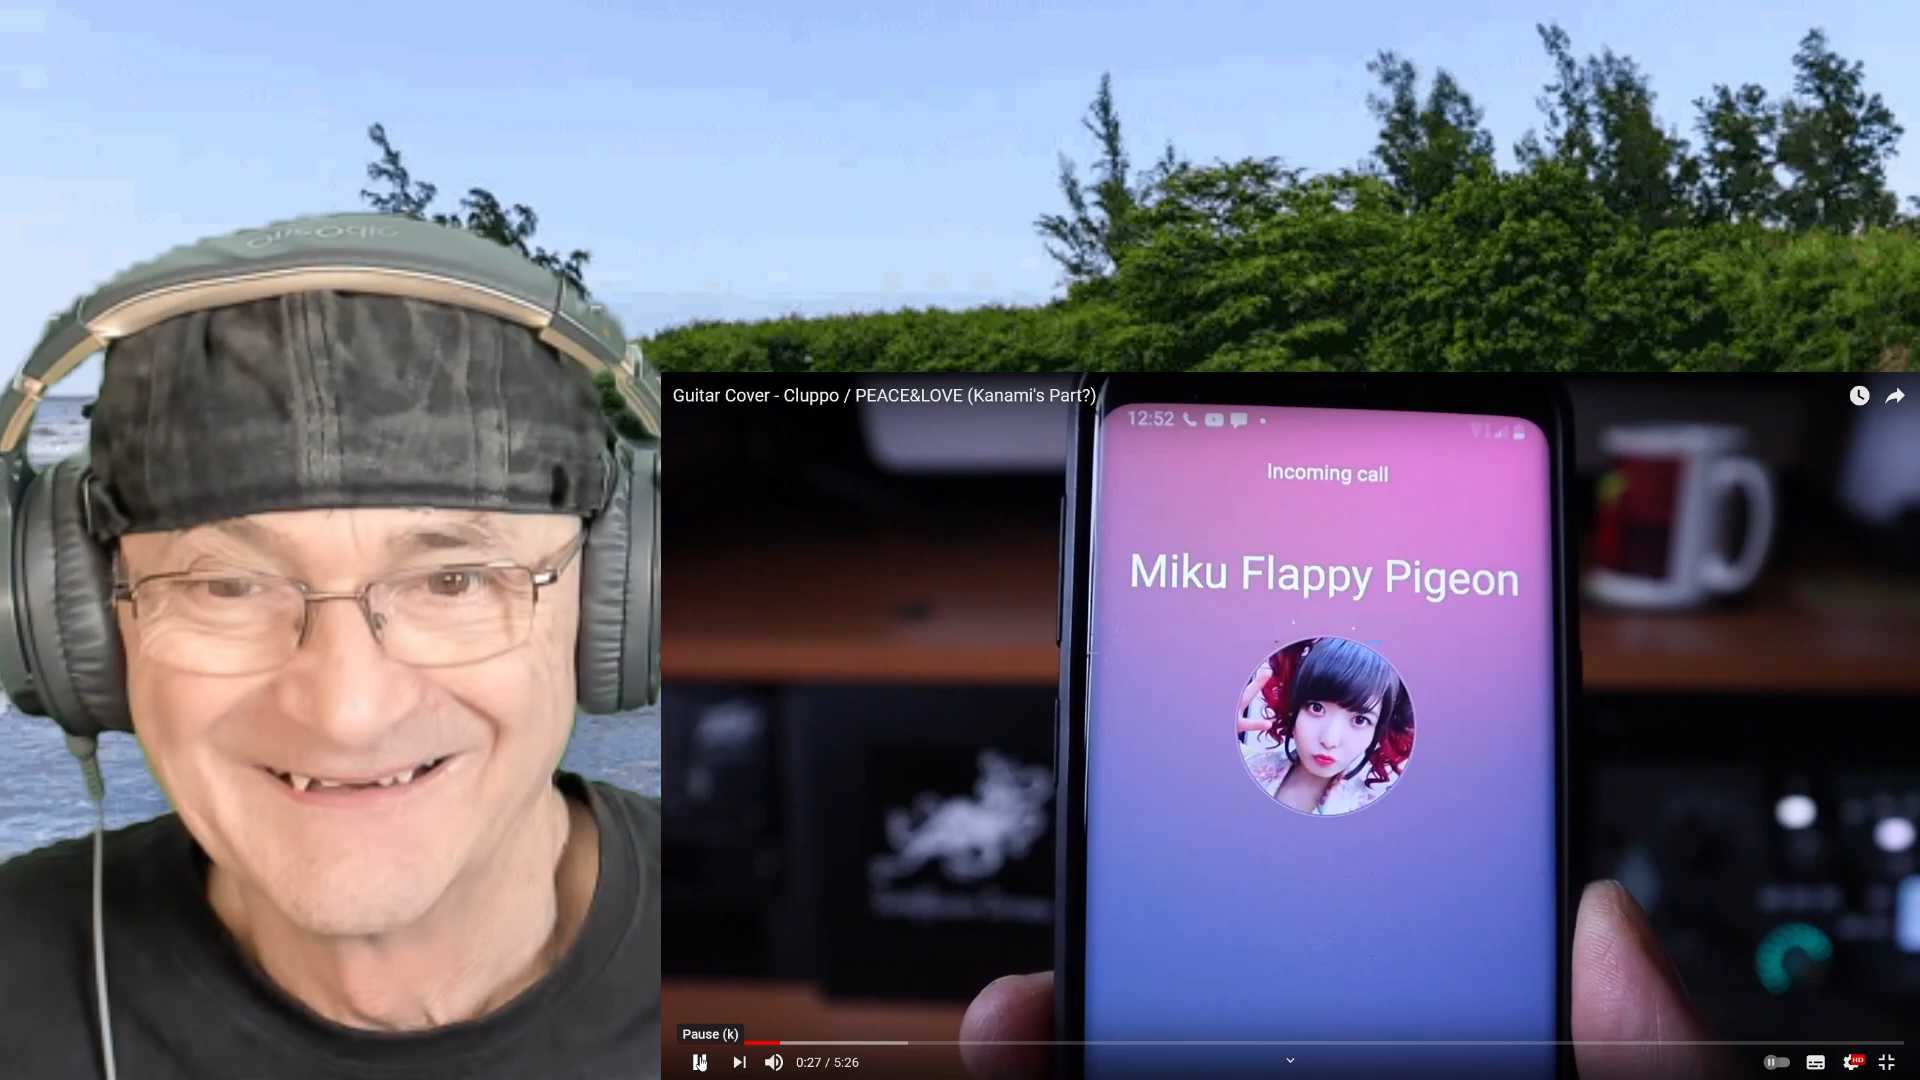 Guitar Cover - Cluppo / PEACE&LOVE (Kanami's Part?)
12:52
Incoming call
Miku Flappy Pigeon
Pause (k)
0:27 / 5:26
HD